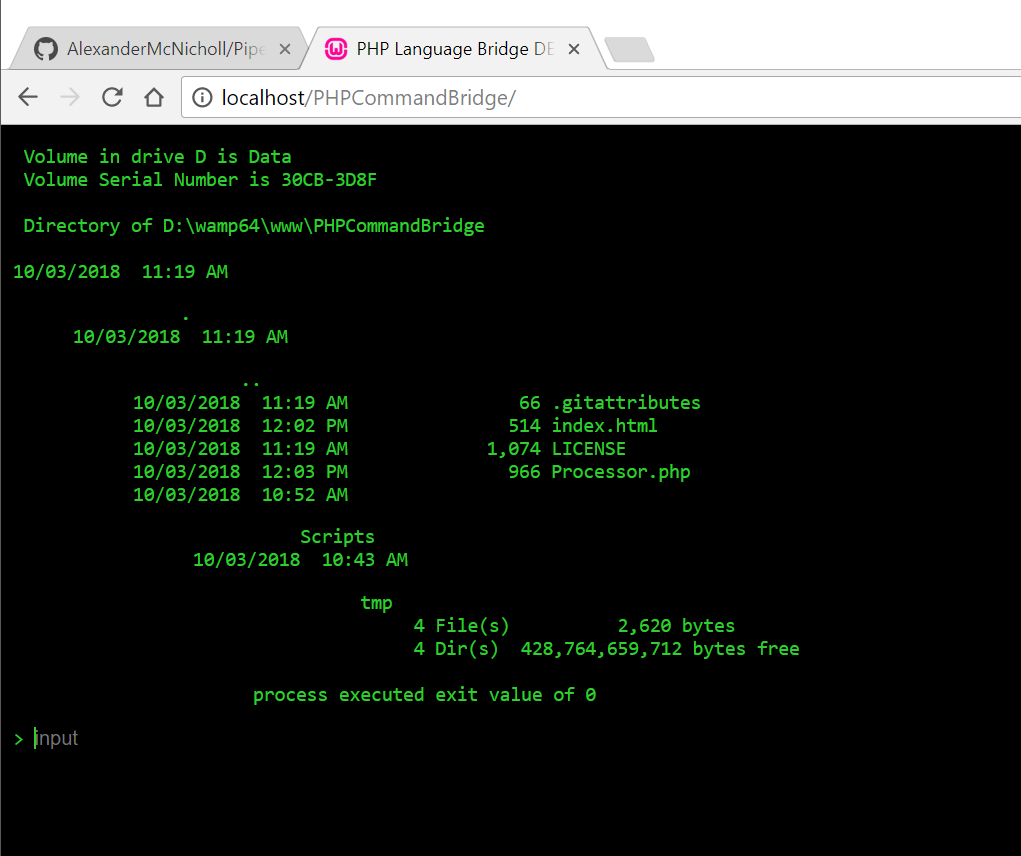 AlexanderMcNicholl/Pipe
PHP Language Bridge DE
localhost/PHPCommandBridge/
Volume in drive D is Data
Volume Serial Number is 30CB-3D8F
Directory of D:\wamp64\www\PHPCommandBridge
10/03/2018  11:19 AM
.
10/03/2018  11:19 AM
..
10/03/2018  11:19 AM                66 .gitattributes
10/03/2018  12:02 PM               514 index.html
10/03/2018  11:19 AM             1,074 LICENSE
10/03/2018  12:03 PM               966 Processor.php
10/03/2018  10:52 AM
Scripts
10/03/2018  10:43 AM
tmp
4 File(s)          2,620 bytes
4 Dir(s)  428,764,659,712 bytes free
process executed exit value of 0
> input